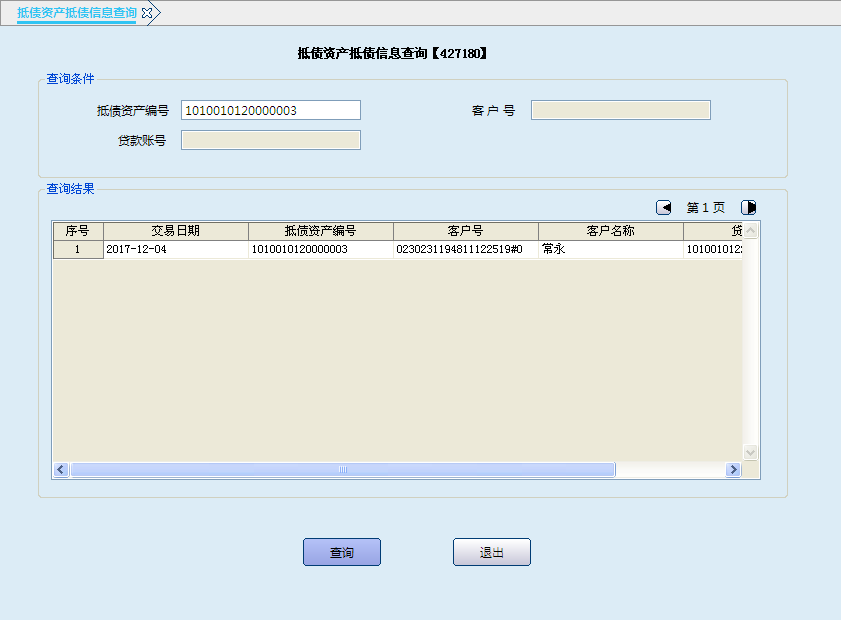 抵债资产抵债信息查询
抵债资产抵债信息查询【427180】
查询条件
抵债资产编号 1010010120000003 客 户 号
贷款账号
查询结果
第 1 页
序号 交易日期 抵债资产编号 客户号 客户名称
1 2017-12-04 1010010120000003 0230231194811122519#0 常永
查询 退出